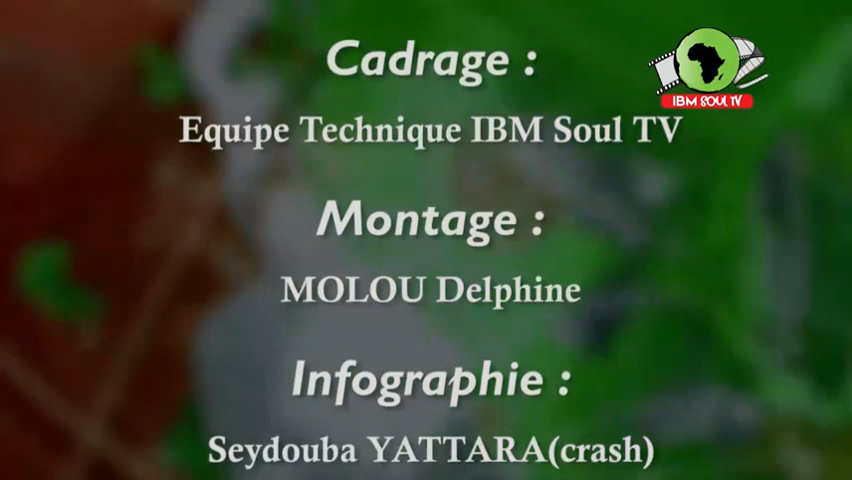 Cadrage :
IBM SOUL TV
Equipe Technique IBM Soul TV
Montage :
MOLOU Delphine
Infographie :
Seydouba YATTARA(crash)